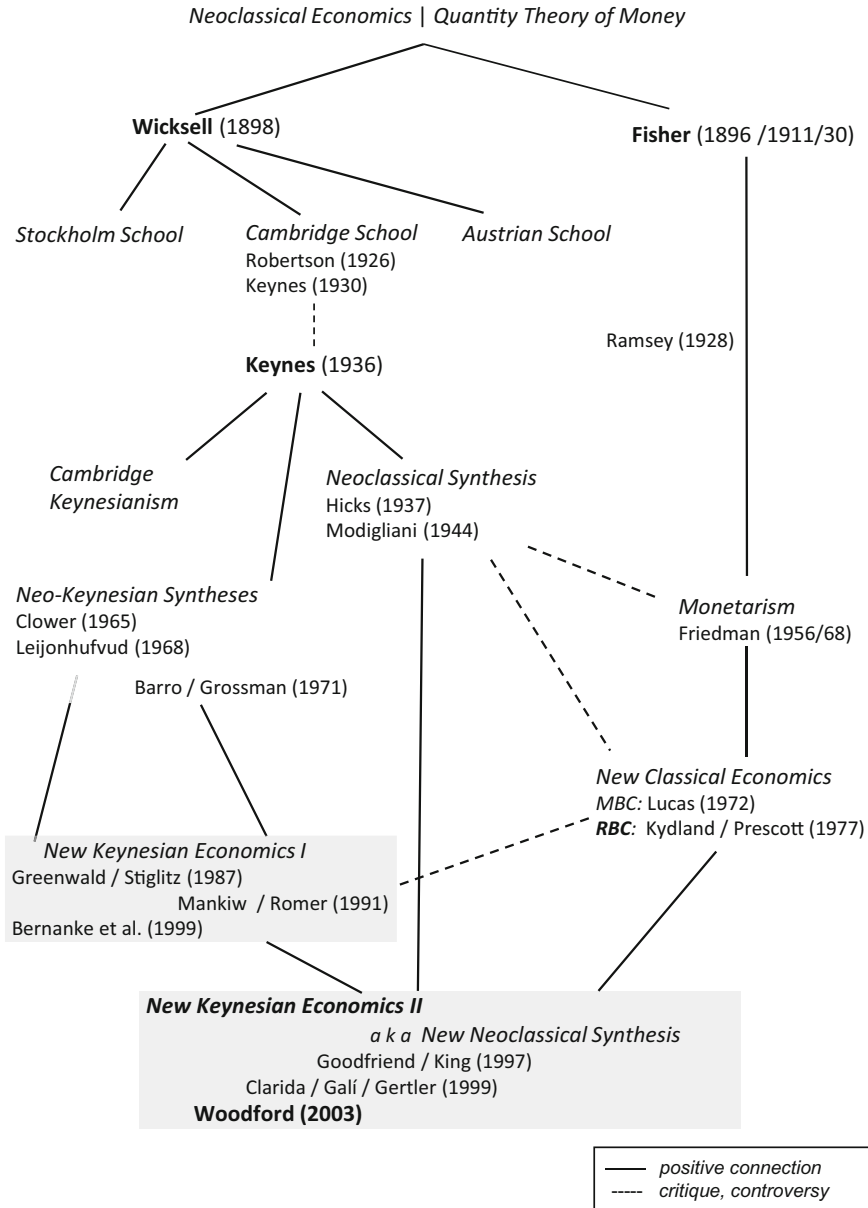 Neoclassical Economics | Quantity Theory of Money
Wicksell (1898)
Fisher (1896 /1911/30)
Stockholm School
Cambridge School
Robertson (1926)
Keynes (1930)
Austrian School
Ramsey (1928)
Keynes (1936)
Cambridge
Keynesianism
Neoclassical Synthesis
Hicks (1937)
Modigliani (1944)
Neo-Keynesian Syntheses
Clower (1965)
Leijonhufvud (1968)
Barro / Grossman (1971)
Monetarism
Friedman (1956/68)
New Classical Economics
MBC: Lucas (1972)
RBC: Kydland / Prescott (1977)
New Keynesian Economics I
Greenwald / Stiglitz (1987)
Mankiw / Romer (1991)
Bernanke et al. (1999)
New Keynesian Economics II
a k a New Neoclassical Synthesis
Goodfriend / King (1997)
Clarida / Galí / Gertler (1999)
Woodford (2003)
positive connection
critique, controversy